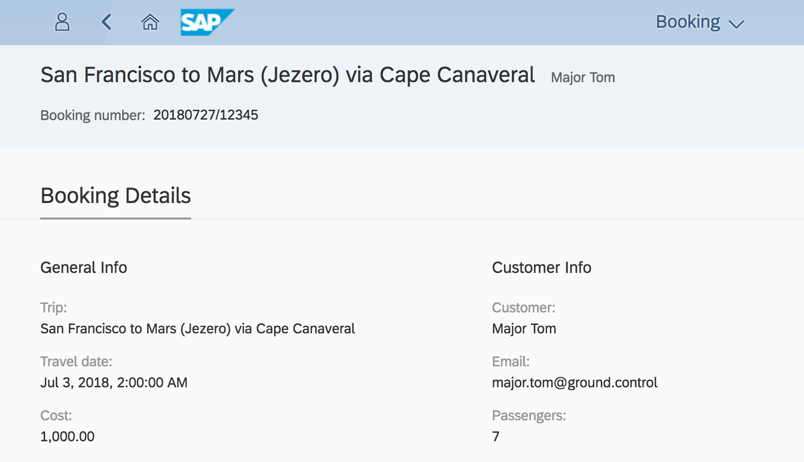 SAP
Booking
San Francisco to Mars (Jezero) via Cape Canaveral Major Tom
Booking number: 20180727/12345
Booking Details
General Info
Trip:
San Francisco to Mars (Jezero) via Cape Canaveral
Travel date:
Jul 3, 2018, 2:00:00 AM
Cost:
1,000.00
Customer Info
Customer:
Major Tom
Email:
major.tom@ground.control
Passengers:
7